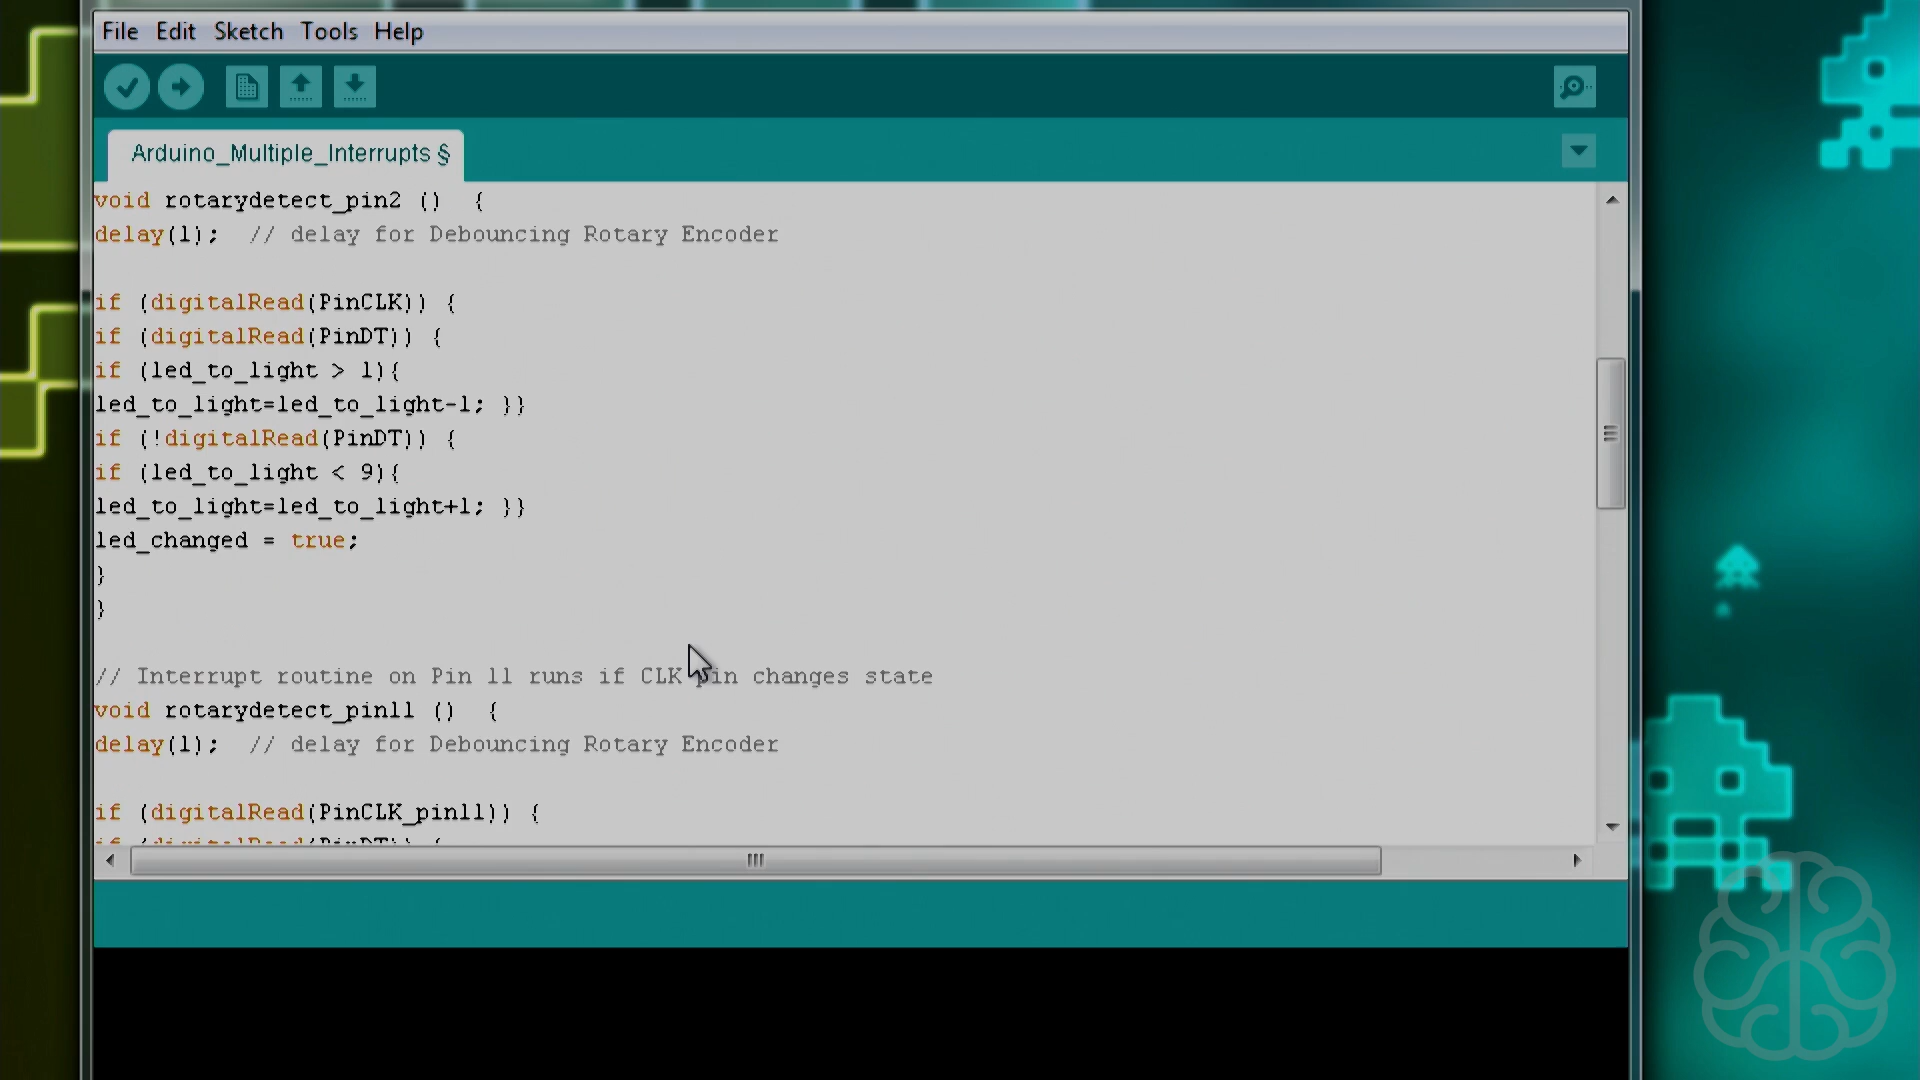 File Edit Sketch Tools Help
Arduino_Multiple_Interrupts §
void rotarydetect_pin2 ()  {
delay(1);  // delay for Debouncing Rotary Encoder
if (digitalRead(PinCLK)) {
if (digitalRead(PinDT)) {
if (led_to_light > 1){
led_to_light=led_to_light-1; }}
if (!digitalRead(PinDT)) {
if (led_to_light < 9){
led_to_light=led_to_light+1; }}
led_changed = true;
}
}
// Interrupt routine on Pin 11 runs if CLK pin changes state
void rotarydetect_pin11 ()  {
delay(1);  // delay for Debouncing Rotary Encoder
if (digitalRead(PinCLK_pin11)) {
if (digitalRead(PinDT)) {